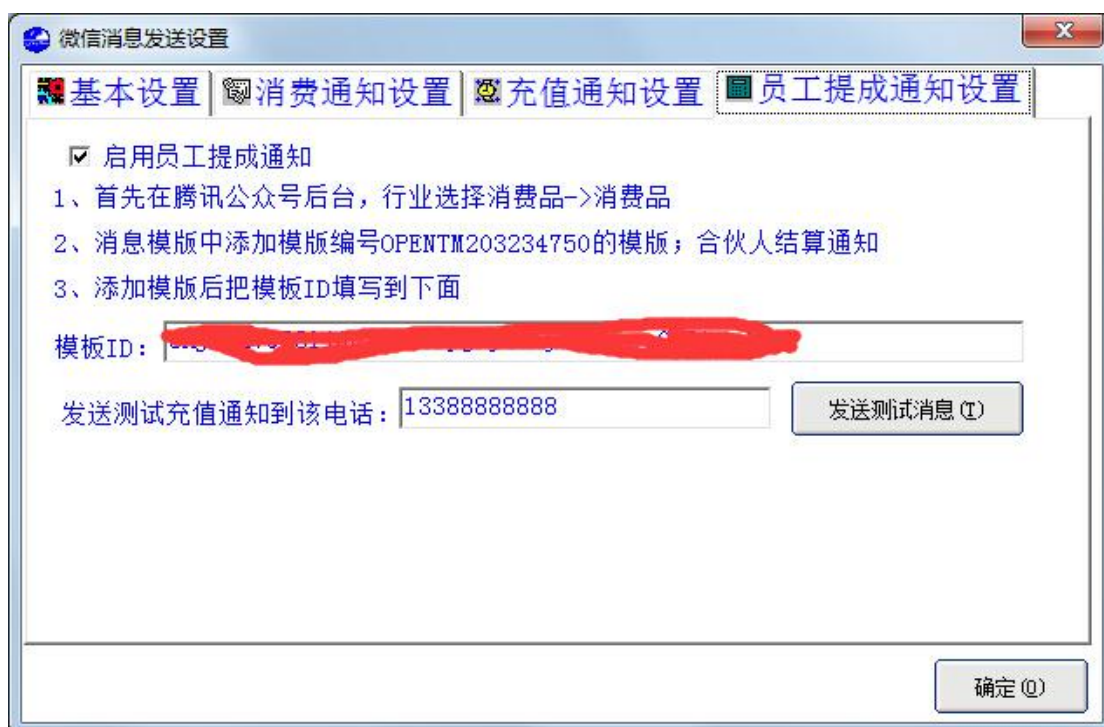 微信消息发送设置
基本设置 消费通知设置 充值通知设置 员工提成通知设置
启用员工提成通知
1、首先在腾讯公众号后台，行业选择消费品->消费品
2、消息模版中添加模版编号OPENTM203234750的模版；合伙人结算通知
3、添加模版后把模板ID填写到下面
模板ID：
发送测试充值通知到该电话：13388888888 发送测试消息(T)
确定(O)